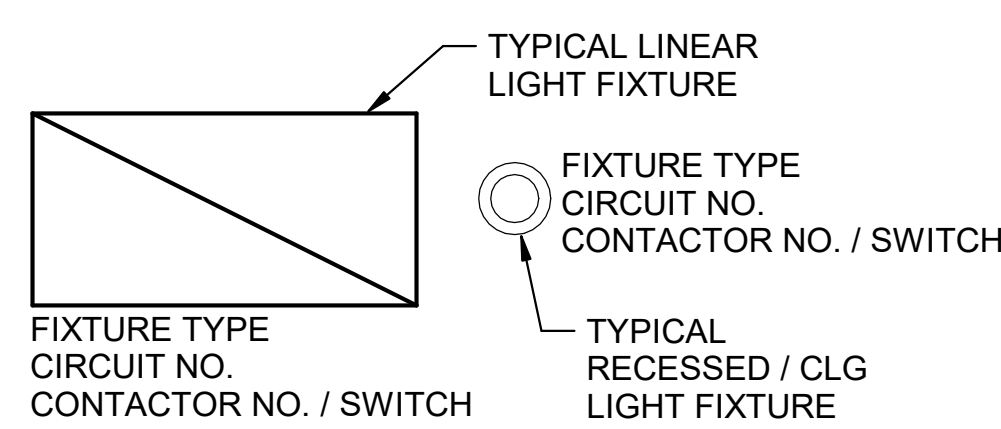 TYPICAL LINEAR
LIGHT FIXTURE
FIXTURE TYPE
CIRCUIT NO.
CONTACTOR NO. / SWITCH
FIXTURE TYPE
CIRCUIT NO.
CONTACTOR NO. / SWITCH
TYPICAL
RECESSED / CLG
LIGHT FIXTURE